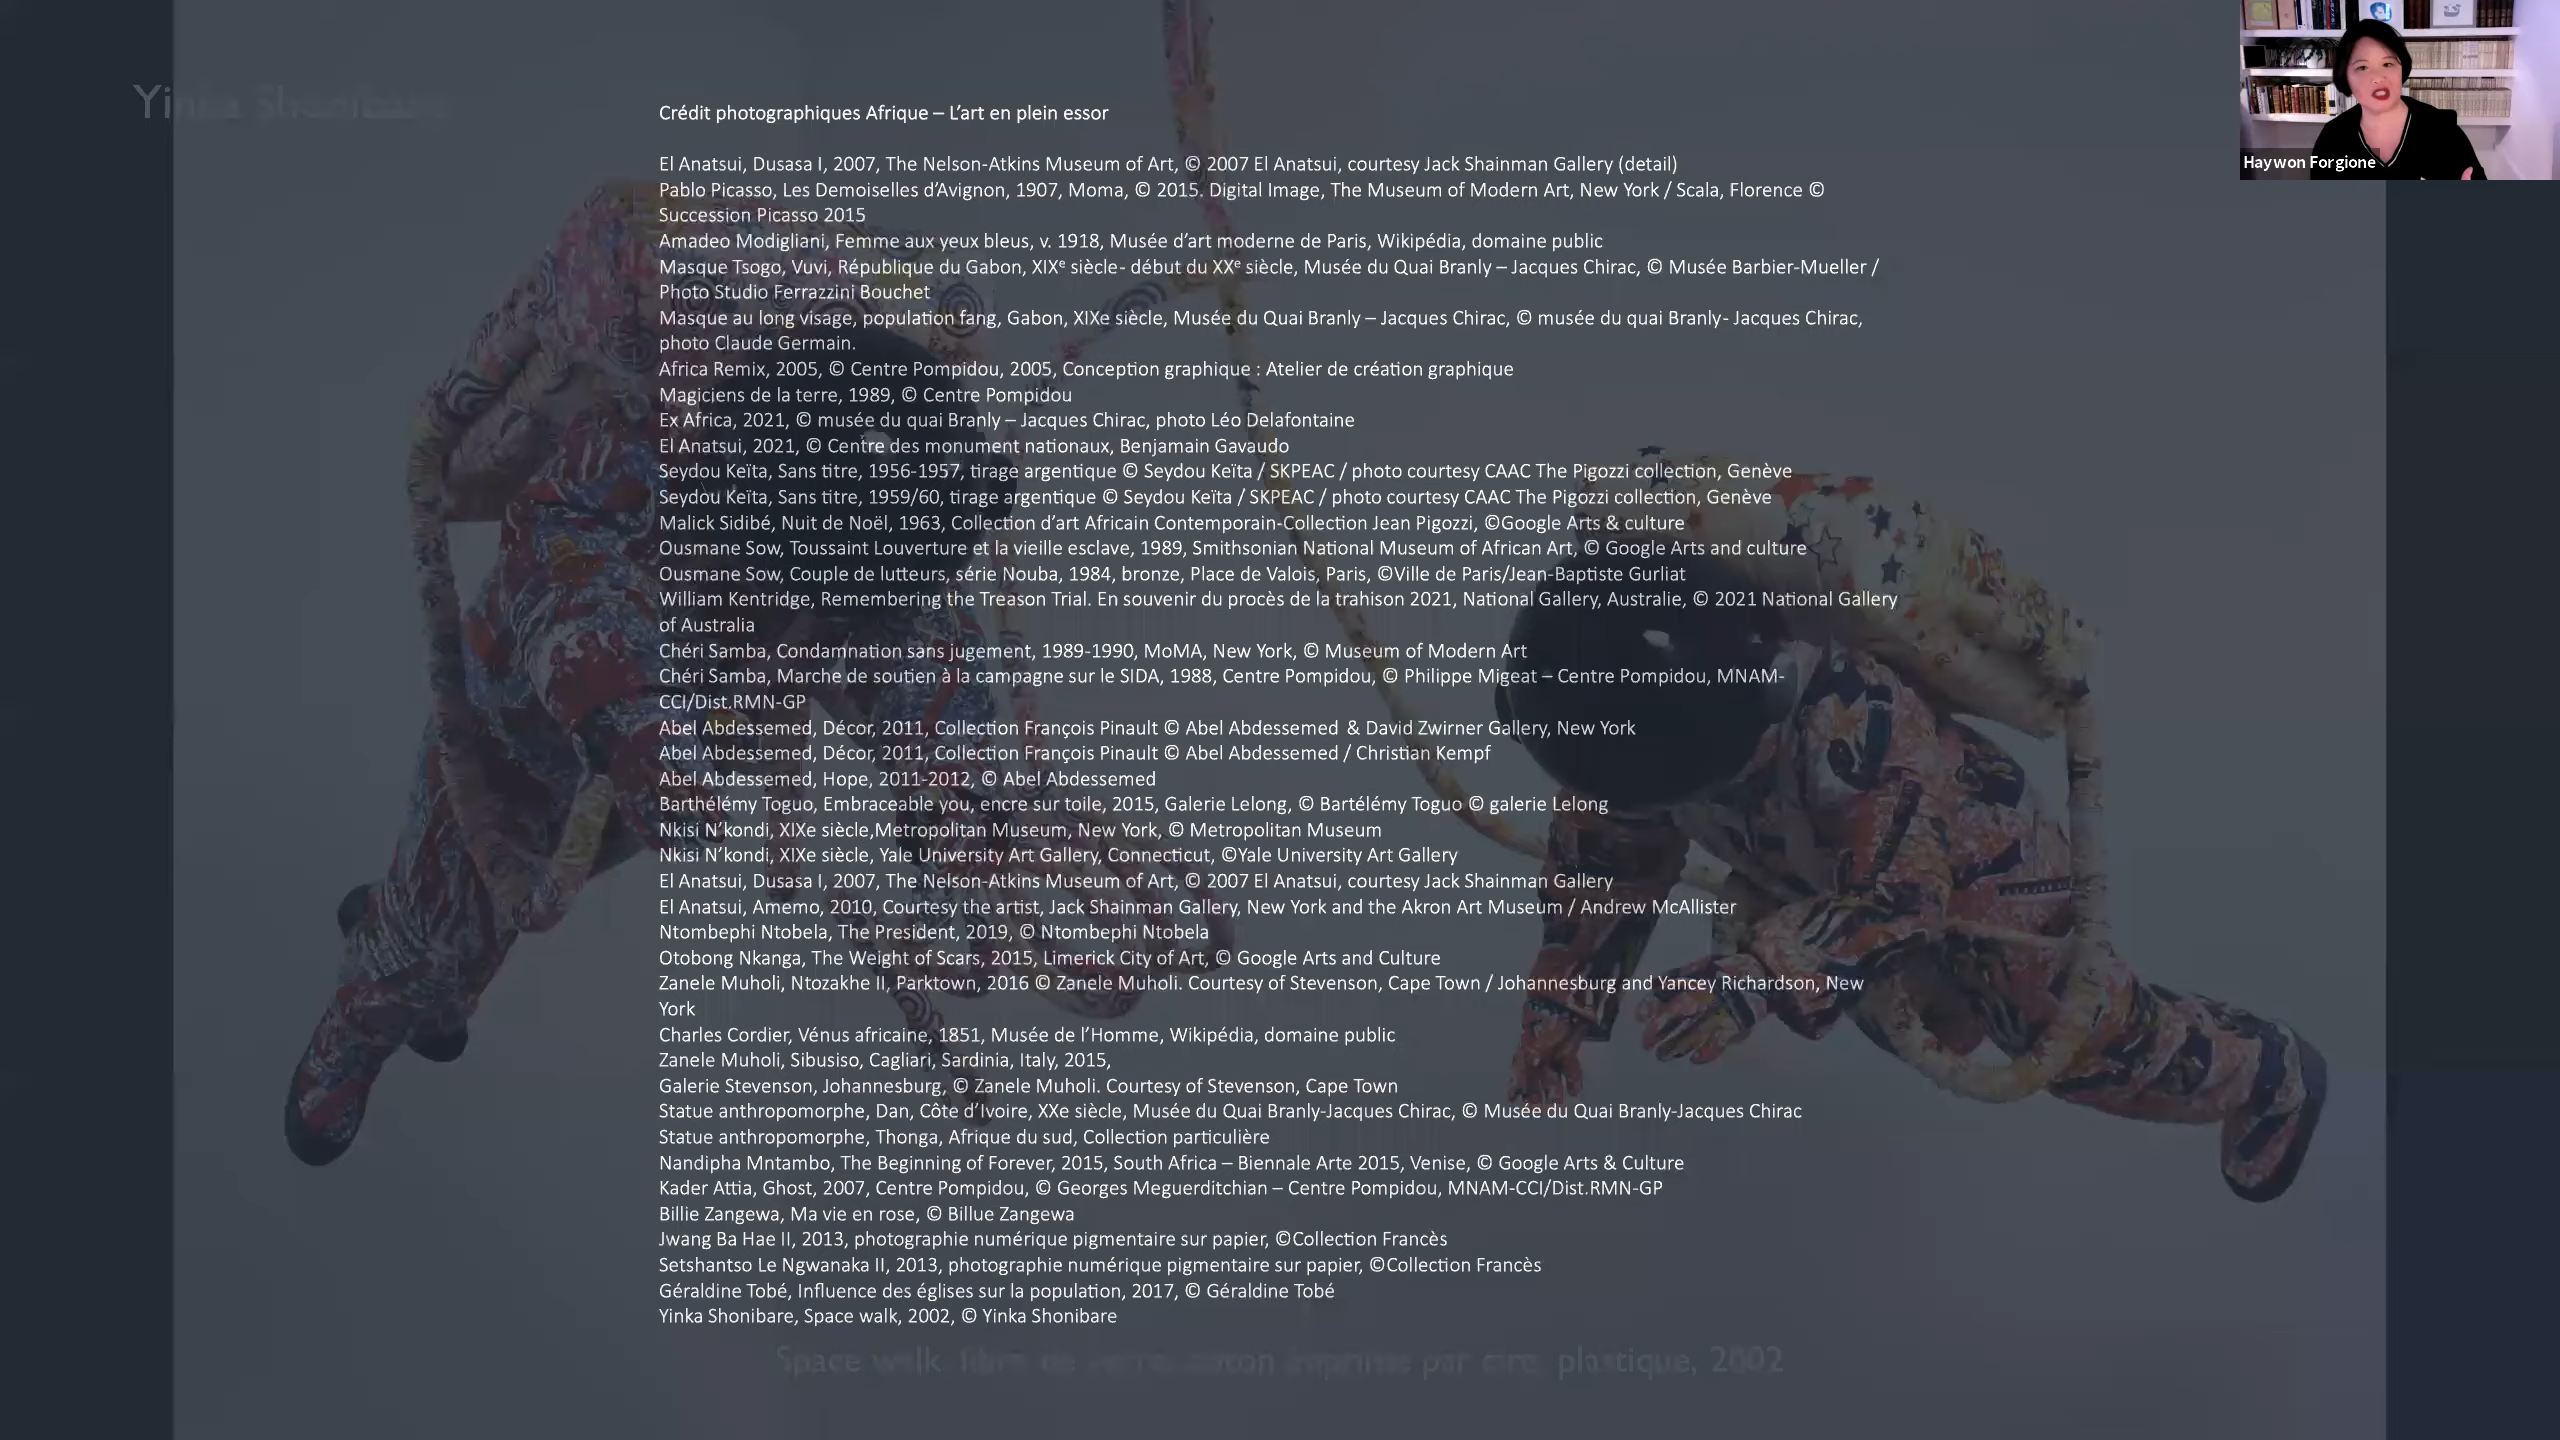 Yinka Shonibare
Haywon Forgione
Crédit photographiques Afrique – L’art en plein essor
El Anatsui, Dusasa I, 2007, The Nelson-Atkins Museum of Art, © 2007 El Anatsui, courtesy Jack Shainman Gallery (detail)
Pablo Picasso, Les Demoiselles d’Avignon, 1907, Moma, © 2015. Digital Image, The Museum of Modern Art, New York / Scala, Florence ©
Succession Picasso 2015
Amadeo Modigliani, Femme aux yeux bleus, v. 1918, Musée d’art moderne de Paris, Wikipédia, domaine public
Masque Tsogo, Vuvi, République du Gabon, XIXᵉ siècle- début du XXᵉ siècle, Musée du Quai Branly – Jacques Chirac, © Musée Barbier-Mueller /
Photo Studio Ferrazzini Bouchet
Masque au long visage, population fang, Gabon, XIXe siècle, Musée du Quai Branly – Jacques Chirac, © musée du quai Branly- Jacques Chirac,
photo Claude Germain.
Africa Remix, 2005, © Centre Pompidou, 2005, Conception graphique : Atelier de création graphique
Magiciens de la terre, 1989, © Centre Pompidou
Ex Africa, 2021, © musée du quai Branly – Jacques Chirac, photo Léo Delafontaine
El Anatsui, 2021, © Centre des monument nationaux, Benjamain Gavaudo
Seydou Keïta, Sans titre, 1956-1957, tirage argentique © Seydou Keïta / SKPEAC / photo courtesy CAAC The Pigozzi collection, Genève
Seydou Keïta, Sans titre, 1959/60, tirage argentique © Seydou Keïta / SKPEAC / photo courtesy CAAC The Pigozzi collection, Genève
Malick Sidibé, Nuit de Noël, 1963, Collection d’art Africain Contemporain-Collection Jean Pigozzi, ©Google Arts & culture
Ousmane Sow, Toussaint Louverture et la vieille esclave, 1989, Smithsonian National Museum of African Art, © Google Arts and culture
Ousmane Sow, Couple de lutteurs, série Nouba, 1984, bronze, Place de Valois, Paris, ©Ville de Paris/Jean-Baptiste Gurliat
William Kentridge, Remembering the Treason Trial. En souvenir du procès de la trahison 2021, National Gallery, Australie, © 2021 National Gallery
of Australia
Chéri Samba, Condamnation sans jugement, 1989-1990, MoMA, New York, © Museum of Modern Art
Chéri Samba, Marche de soutien à la campagne sur le SIDA, 1988, Centre Pompidou, © Philippe Migeat – Centre Pompidou, MNAM-
CCI/Dist.RMN-GP
Abel Abdessemed, Décor, 2011, Collection François Pinault © Abel Abdessemed & David Zwirner Gallery, New York
Abel Abdessemed, Décor, 2011, Collection François Pinault © Abel Abdessemed / Christian Kempf
Abel Abdessemed, Hope, 2011-2012, © Abel Abdessemed
Barthélémy Toguo, Embraceable you, encre sur toile, 2015, Galerie Lelong, © Bartélémy Toguo © galerie Lelong
Nkisi N’kondi, XIXe siècle,Metropolitan Museum, New York, © Metropolitan Museum
Nkisi N’kondi, XIXe siècle, Yale University Art Gallery, Connecticut, ©Yale University Art Gallery
El Anatsui, Dusasa I, 2007, The Nelson-Atkins Museum of Art, © 2007 El Anatsui, courtesy Jack Shainman Gallery
El Anatsui, Amemo, 2010, Courtesy the artist, Jack Shainman Gallery, New York and the Akron Art Museum / Andrew McAllister
Ntombephi Ntobela, The President, 2019, © Ntombephi Ntobela
Otobong Nkanga, The Weight of Scars, 2015, Limerick City of Art, © Google Arts and Culture
Zanele Muholi, Ntozakhe II, Parktown, 2016 © Zanele Muholi. Courtesy of Stevenson, Cape Town / Johannesburg and Yancey Richardson, New
York
Charles Cordier, Vénus africaine, 1851, Musée de l’Homme, Wikipédia, domaine public
Zanele Muholi, Sibusiso, Cagliari, Sardinia, Italy, 2015,
Galerie Stevenson, Johannesburg, © Zanele Muholi. Courtesy of Stevenson, Cape Town
Statue anthropomorphe, Dan, Côte d’Ivoire, XXe siècle, Musée du Quai Branly-Jacques Chirac, © Musée du Quai Branly-Jacques Chirac
Statue anthropomorphe, Thonga, Afrique du sud, Collection particulière
Nandipha Mntambo, The Beginning of Forever, 2015, South Africa – Biennale Arte 2015, Venise, © Google Arts & Culture
Kader Attia, Ghost, 2007, Centre Pompidou, © Georges Meguerditchian – Centre Pompidou, MNAM-CCI/Dist.RMN-GP
Billie Zangewa, Ma vie en rose, © Billue Zangewa
Jwang Ba Hae II, 2013, photographie numérique pigmentaire sur papier, ©Collection Francès
Setshantso Le Ngwanaka II, 2013, photographie numérique pigmentaire sur papier, ©Collection Francès
Géraldine Tobé, Influence des églises sur la population, 2017, © Géraldine Tobé
Yinka Shonibare, Space walk, 2002, © Yinka Shonibare
Space walk, fibre de verre, coton imprimé par cire, plastique, 2002